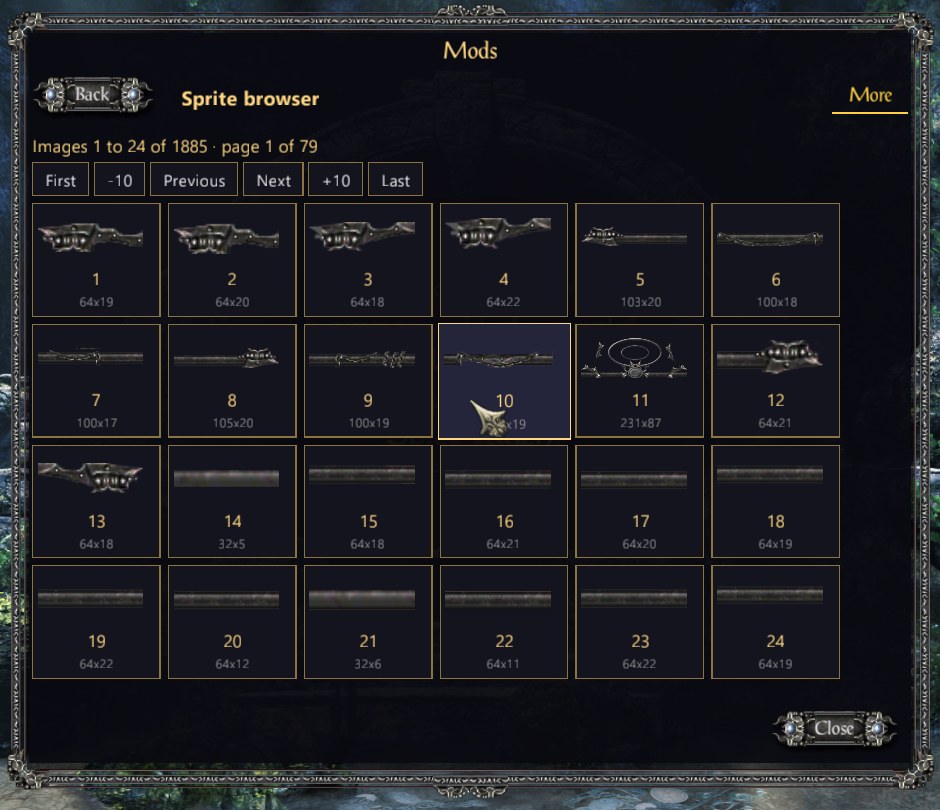 Mods
Back
Sprite browser
More
Images 1 to 24 of 1885 · page 1 of 79
First -10 Previous Next +10 Last
1 2 3 4 5 6
64x19 64x20 64x18 64x22 103x20 100x18
7 8 9 10 11 12
100x17 105x20 100x19 x19 231x87 64x21
13 14 15 16 17 18
64x18 32x5 64x18 64x21 64x20 64x19
19 20 21 22 23 24
64x22 64x12 32x6 64x11 64x22 64x19
Close